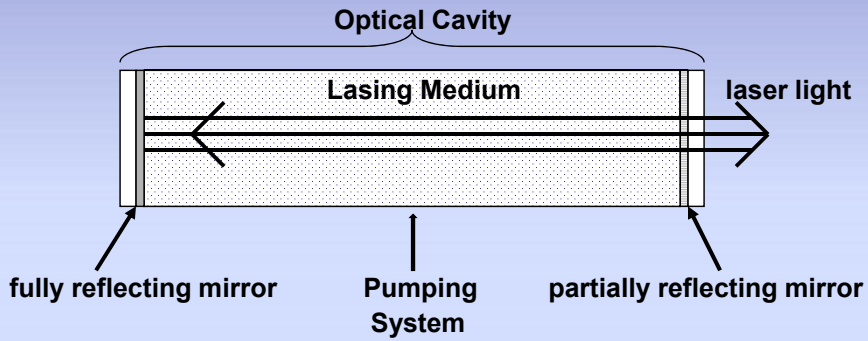 Optical Cavity
Lasing Medium
laser light
fully reflecting mirror
Pumping
System
partially reflecting mirror